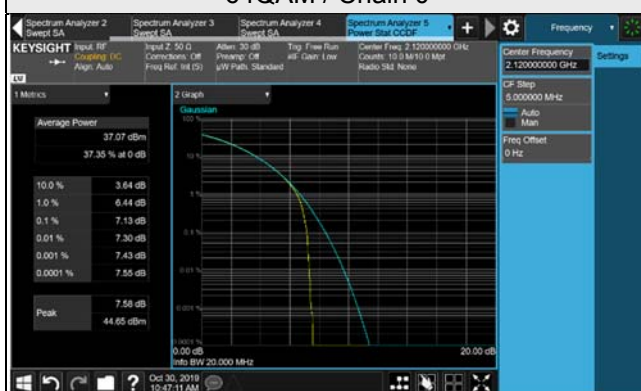 Spectrum Analyzer 2
Swept SA
Spectrum Analyzer 3
Swept SA
Spectrum Analyzer 4
Swept SA
Spectrum Analyzer 5
Power Stat CCDF
Frequency
KEYSIGHT
Input: RF
Coupling: DC
Align: Auto
Input Z: 50 Ω
Corrections: Off
Freq Ref: Int (S)
Atten: 30 dB
Preamp: Off
µW Path: Standard
Trig: Free Run
#IF Gain: Low
Center Freq: 2.120000000 GHz
Counts: 10.0 M/10.0 Mpt
Radio Std: None
LVI
Center Frequency
2.120000000 GHz
Settings
CF Step
5.000000 MHz
Auto
Man
Freq Offset
0 Hz
1 Metrics
2 Graph
Average Power
37.07 dBm
37.35 % at 0 dB
10.0 % 3.64 dB
1.0 % 6.44 dB
0.1 % 7.13 dB
0.01 % 7.30 dB
0.001 % 7.43 dB
0.0001 % 7.55 dB
Peak
7.58 dB
44.65 dBm
Gaussian
100 %
10 %
1 %
0.1 %
0.01 %
0.001 %
0.0001 %
0.00 dB
20.00 dB
Info BW 20.000 MHz
?
Oct 30, 2019
10:47:11 AM